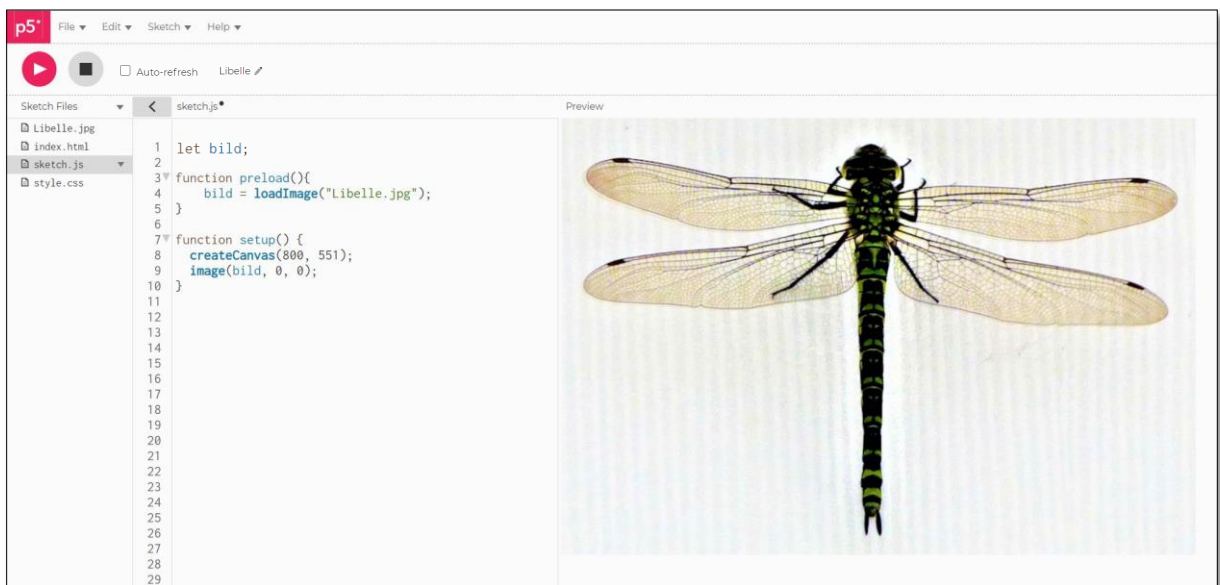 p5* File Edit Sketch Help
Auto-refresh Libelle
Sketch Files sketch.js• Preview
Libelle.jpg
index.html
sketch.js
style.css
1 let bild;
2
3 function preload(){
4 bild = loadImage("Libelle.jpg");
5 }
6
7 function setup() {
8 createCanvas(800, 551);
9 image(bild, 0, 0);
10 }
11
12
13
14
15
16
17
18
19
20
21
22
23
24
25
26
27
28
29